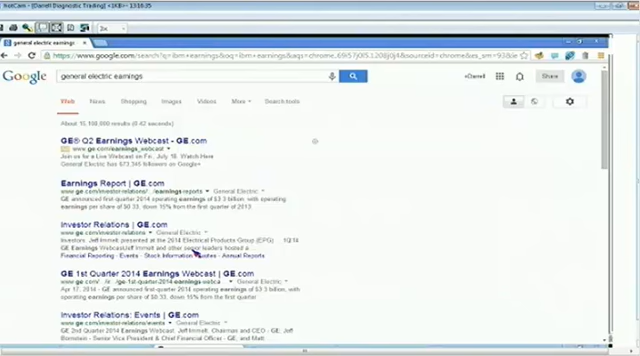 HotCam - (Darrell Diagnostic Trading)
general electric earnings
Google
general electric earnings
+Darrell
Share
Web News Shopping Images Videos More Search tools
GE® Q2 Earnings Webcast - GE.com
www.ge.com/earnings_webcast
Join us for a Live Webcast on Fri, July 18. Watch Here
General Electric has 673,345 followers on Google+
Earnings Report | GE.com
www.ge.com/investor-relations/ /earnings-reports General Electric
GE announced first quarter 2014 operating earnings of $3.3 billion, with operating
earnings per share of $0.33, down 15% from the first quarter of 2013
Investor Relations | GE.com
www.ge.com/investor-relations General Electric
Investors. Jeff Immelt presented at the 2014 Electrical Products Group (EPG) 1Q14
GE Earnings Webcast Jeff Immelt and other senior leaders hosted a
Financial Reporting - Events - Stock Information - Annual Reports
GE 1st Quarter 2014 Earnings Webcast | GE.com
General Electric
Apr 17, 2014 - GE announced first quarter 2014 operating earnings of $3.3 billion, with
operating earnings per share of $0.33, down 15% from the first quarter
Investor Relations: Events | GE.com
www.ge.com/investor-relations/events General Electric
GE 2nd Quarter 2014 Earnings Webcast. Jeff Immelt, Chairman and CEO - GE; Jeff
Bornstein - Senior Vice President & Chief Financial Officer - GE, and Matt